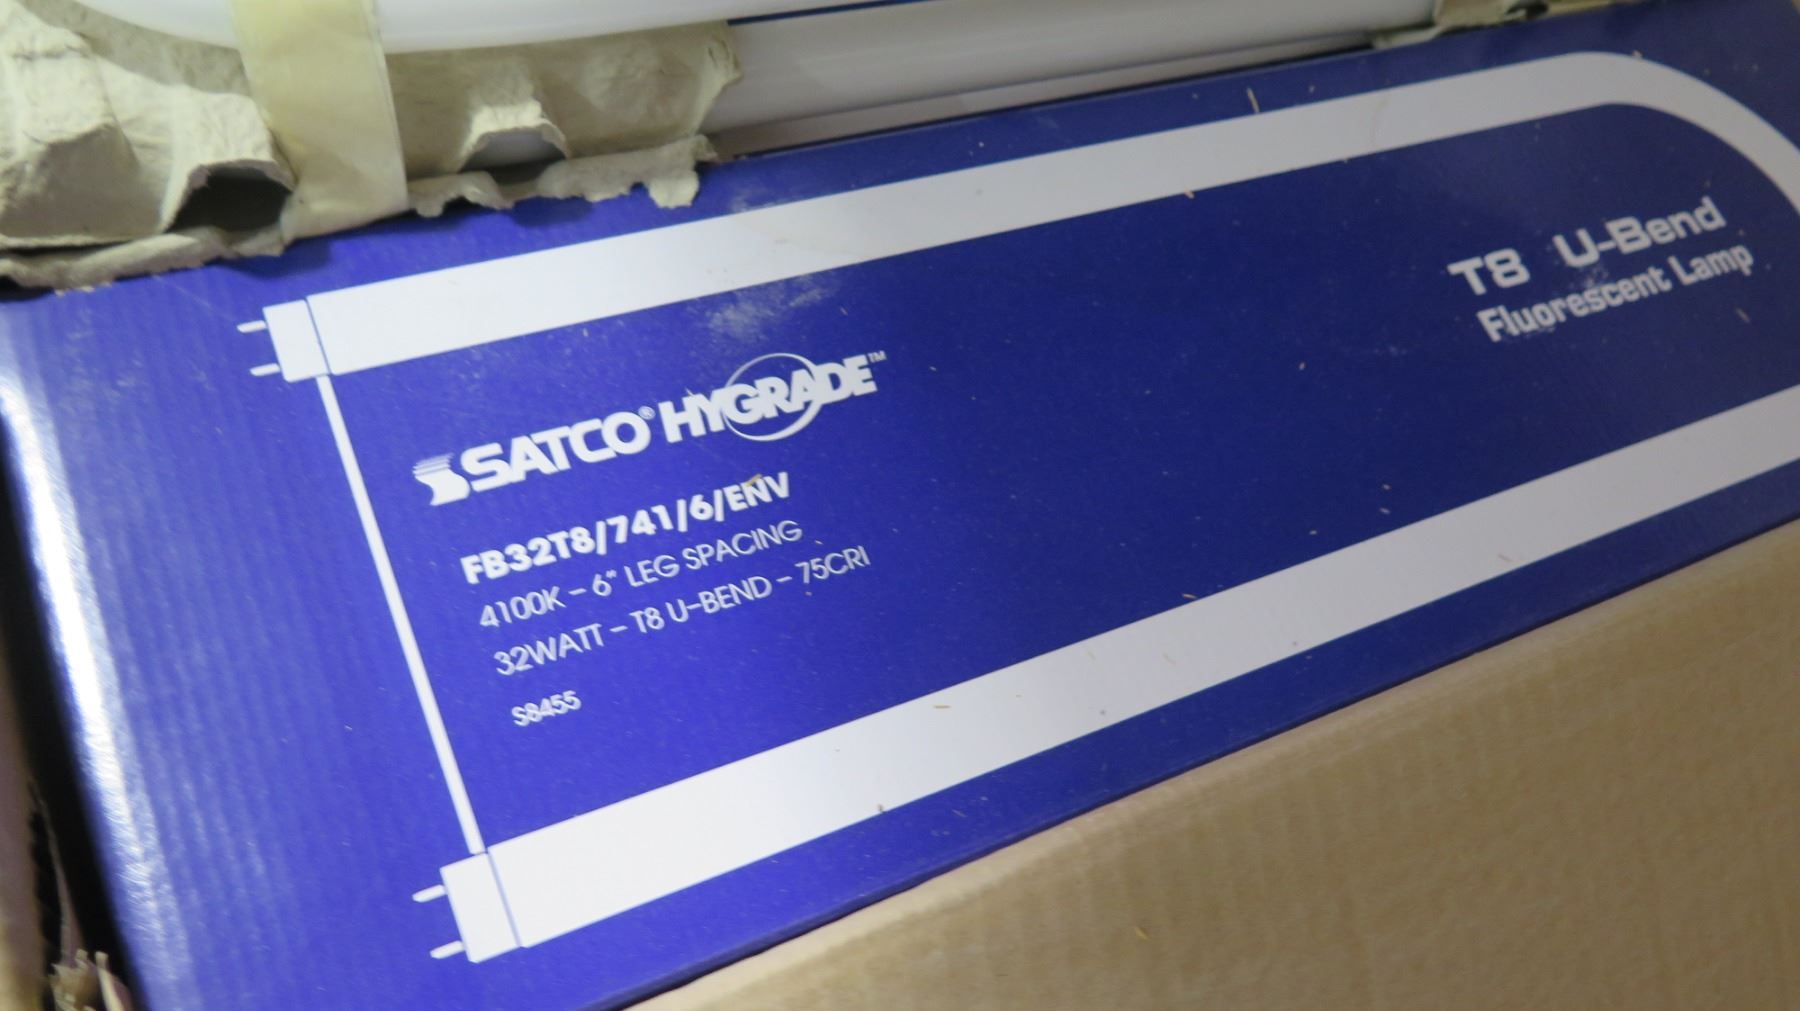 SATCO® HYGRADE™
FB32T8/741/6/ENV
4100K – 6" LEG SPACING
32WATT – T8 U-BEND – 75CRI
S8455
T8 U-Bend
Fluorescent Lamp